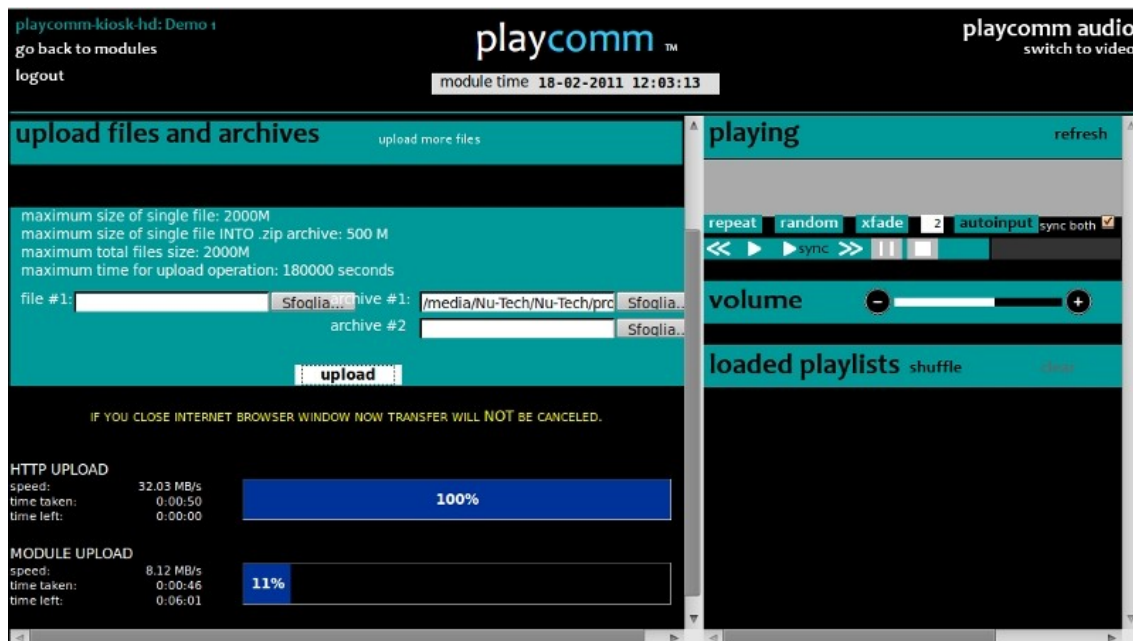 playcomm-kiosk-hd: Demo 1
go back to modules
logout
playcomm ™
module time 18-02-2011 12:03:13
playcomm audio
switch to video
upload files and archives
upload more files
maximum size of single file: 2000M
maximum size of single file INTO .zip archive: 500 M
maximum total files size: 2000M
maximum time for upload operation: 180000 seconds
file #1: Sfoglia... archive #1: /media/Nu-Tech/Nu-Tech/pro Sfoglia..
archive #2 Sfoglia..
upload
IF YOU CLOSE INTERNET BROWSER WINDOW NOW TRANSFER WILL NOT BE CANCELED.
HTTP UPLOAD
speed: 32.03 MB/s
time taken: 0:00:50
time left: 0:00:00
100%
MODULE UPLOAD
speed: 8.12 MB/s
time taken: 0:00:46
time left: 0:06:01
11%
playing refresh
repeat random xfade 2 autoinput sync both
sync
volume
loaded playlists shuffle clear